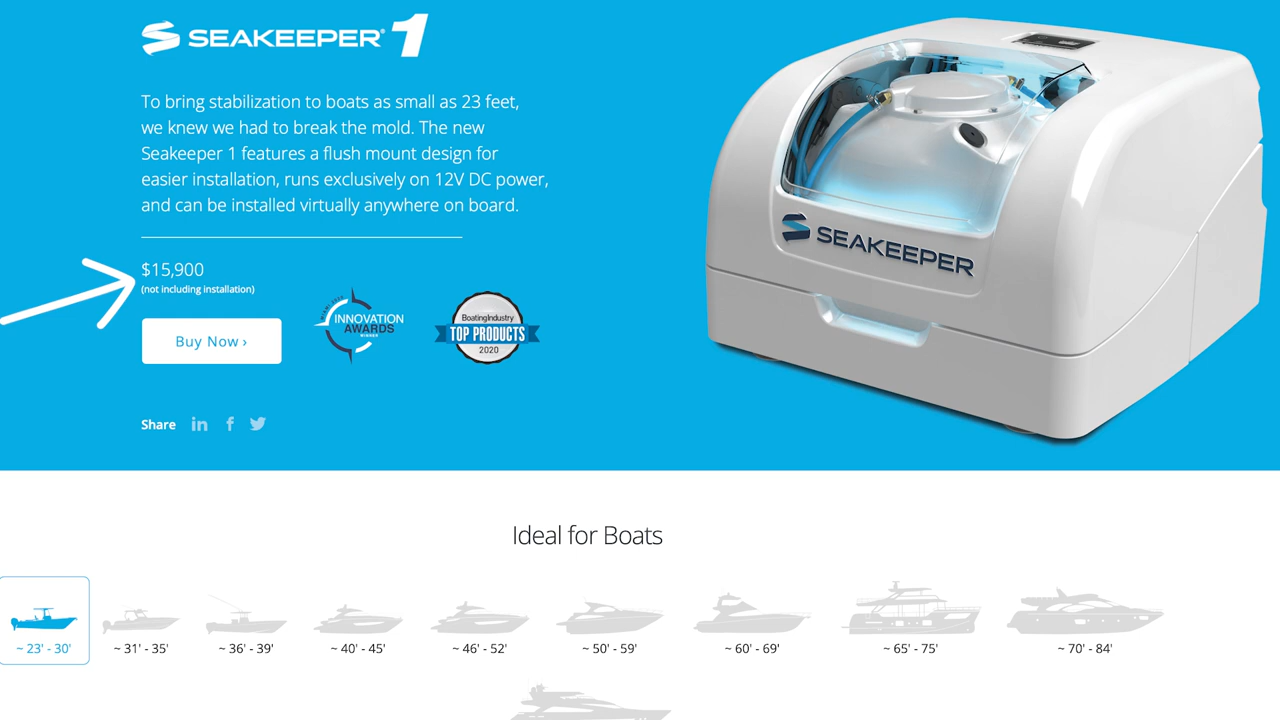 SEAKEEPER® 1
To bring stabilization to boats as small as 23 feet,
we knew we had to break the mold. The new
Seakeeper 1 features a flush mount design for
easier installation, runs exclusively on 12V DC power,
and can be installed virtually anywhere on board.
$15,900
(not including installation)
Buy Now ›
INNOVATION
AWARDS
WINNER
BoatingIndustry
TOP PRODUCTS
2020
SEAKEEPER
Share
Ideal for Boats
~ 23' - 30'
~ 31' - 35'
~ 36' - 39'
~ 40' - 45'
~ 46' - 52'
~ 50' - 59'
~ 60' - 69'
~ 65' - 75'
~ 70' - 84'